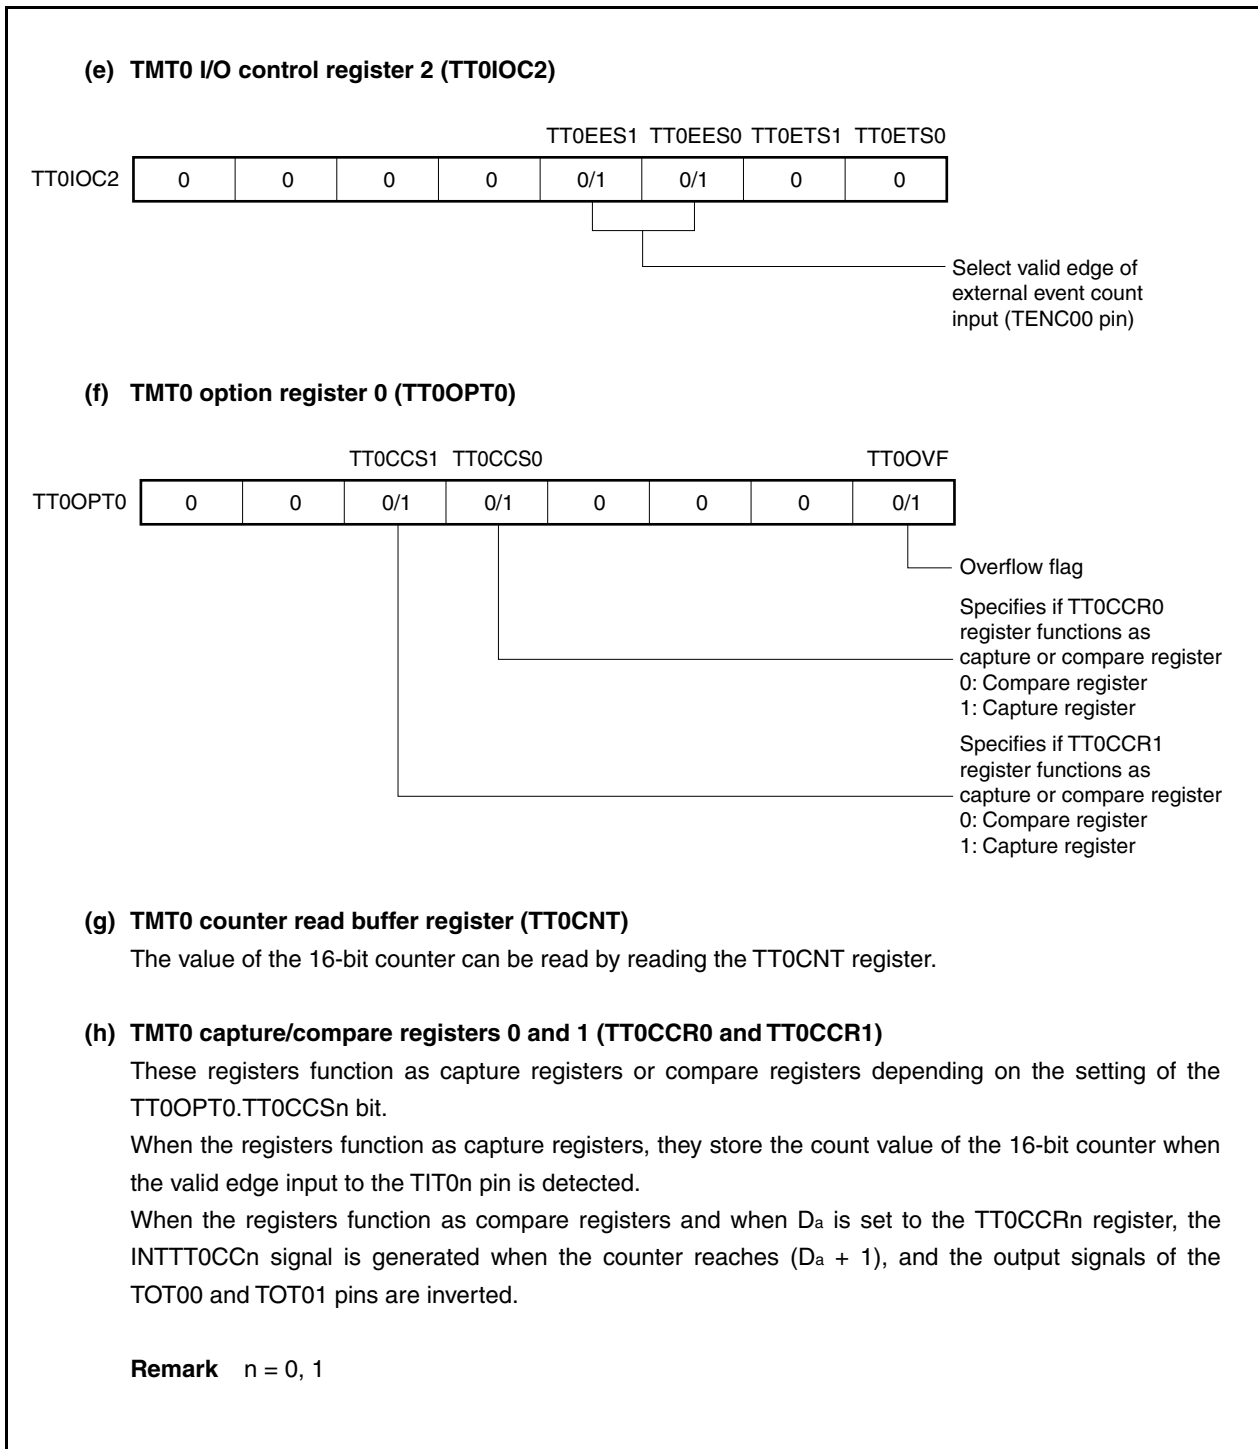 (e) TMT0 I/O control register 2 (TT0IOC2)
TT0EES1 TT0EES0 TT0ETS1 TT0ETS0
TT0IOC2 0 0 0 0 0/1 0/1 0 0
Select valid edge of
external event count
input (TENC00 pin)
(f) TMT0 option register 0 (TT0OPT0)
TT0CCS1 TT0CCS0 TT0OVF
TT0OPT0 0 0 0/1 0/1 0 0 0 0/1
Overflow flag
Specifies if TT0CCR0
register functions as
capture or compare register
0: Compare register
1: Capture register
Specifies if TT0CCR1
register functions as
capture or compare register
0: Compare register
1: Capture register
(g) TMT0 counter read buffer register (TT0CNT)
The value of the 16-bit counter can be read by reading the TT0CNT register.
(h) TMT0 capture/compare registers 0 and 1 (TT0CCR0 and TT0CCR1)
These registers function as capture registers or compare registers depending on the setting of the
TT0OPT0.TT0CCSn bit.
When the registers function as capture registers, they store the count value of the 16-bit counter when
the valid edge input to the TIT0n pin is detected.
When the registers function as compare registers and when Da is set to the TT0CCRn register, the
INTTT0CCn signal is generated when the counter reaches (Da + 1), and the output signals of the
TOT00 and TOT01 pins are inverted.
Remark n = 0, 1